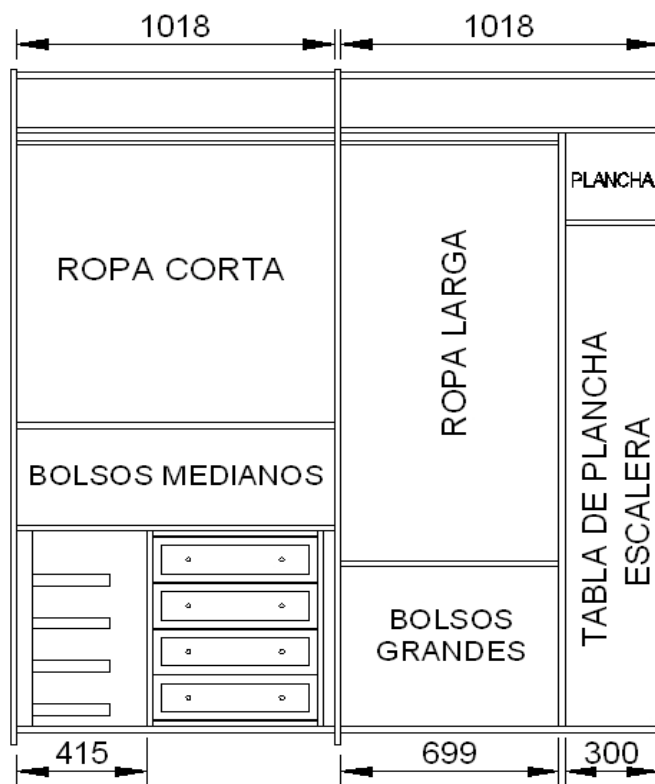 1018
1018
PLANCHA
ROPA CORTA
ROPA LARGA
TABLA DE PLANCHA
ESCALERA
BOLSOS MEDIANOS
BOLSOS
GRANDES
415
699
300